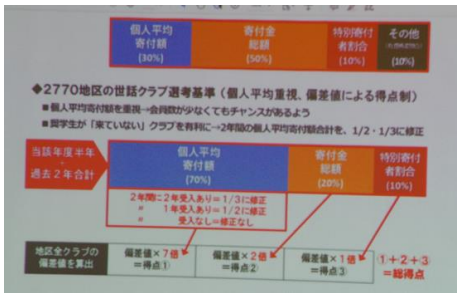 個人平均
寄付額
(30%)
寄付金
総額
(50%)
特別寄付
者割合
(10%)
その他
(10%)
◆2770地区の世話クラブ選考基準（個人平均重視、偏差値による得点制）
■個人平均寄付額を重視→会員数が少なくてもチャンスがあるよう
■奨学生が「来ていない」クラブを有利に→2年間の個人平均寄付額合計を、1/2・1/3に修正
当該年度半年
+
過去２年合計
個人平均
寄付額
(70%)
寄付金
総額
(20%)
特別寄付
者割合
(10%)
２年間に２年受入あり＝1/3に修正
〃 １年受入あり＝1/2に修正
〃 受入なし＝修正なし
地区全クラブの
偏差値を算出
偏差値×７倍
＝得点①
偏差値×２倍
＝得点②
偏差値×１倍
＝得点③
①＋２＋３
＝総得点